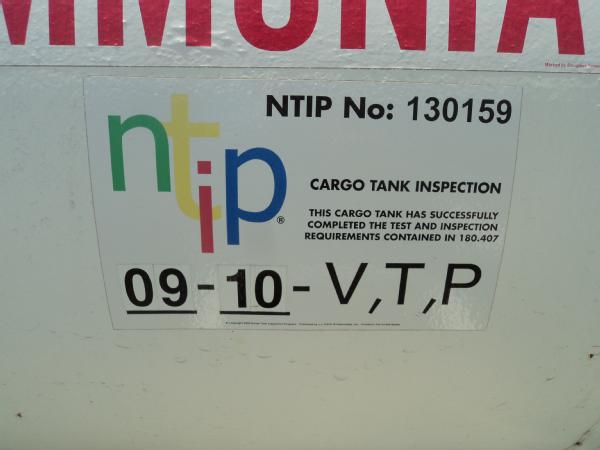 MMONIA
NTIP No: 130159
ntip®
CARGO TANK INSPECTION
THIS CARGO TANK HAS SUCCESSFULLY
COMPLETED THE TEST AND INSPECTION
REQUIREMENTS CONTAINED IN 180.407
09-10-V,T,P